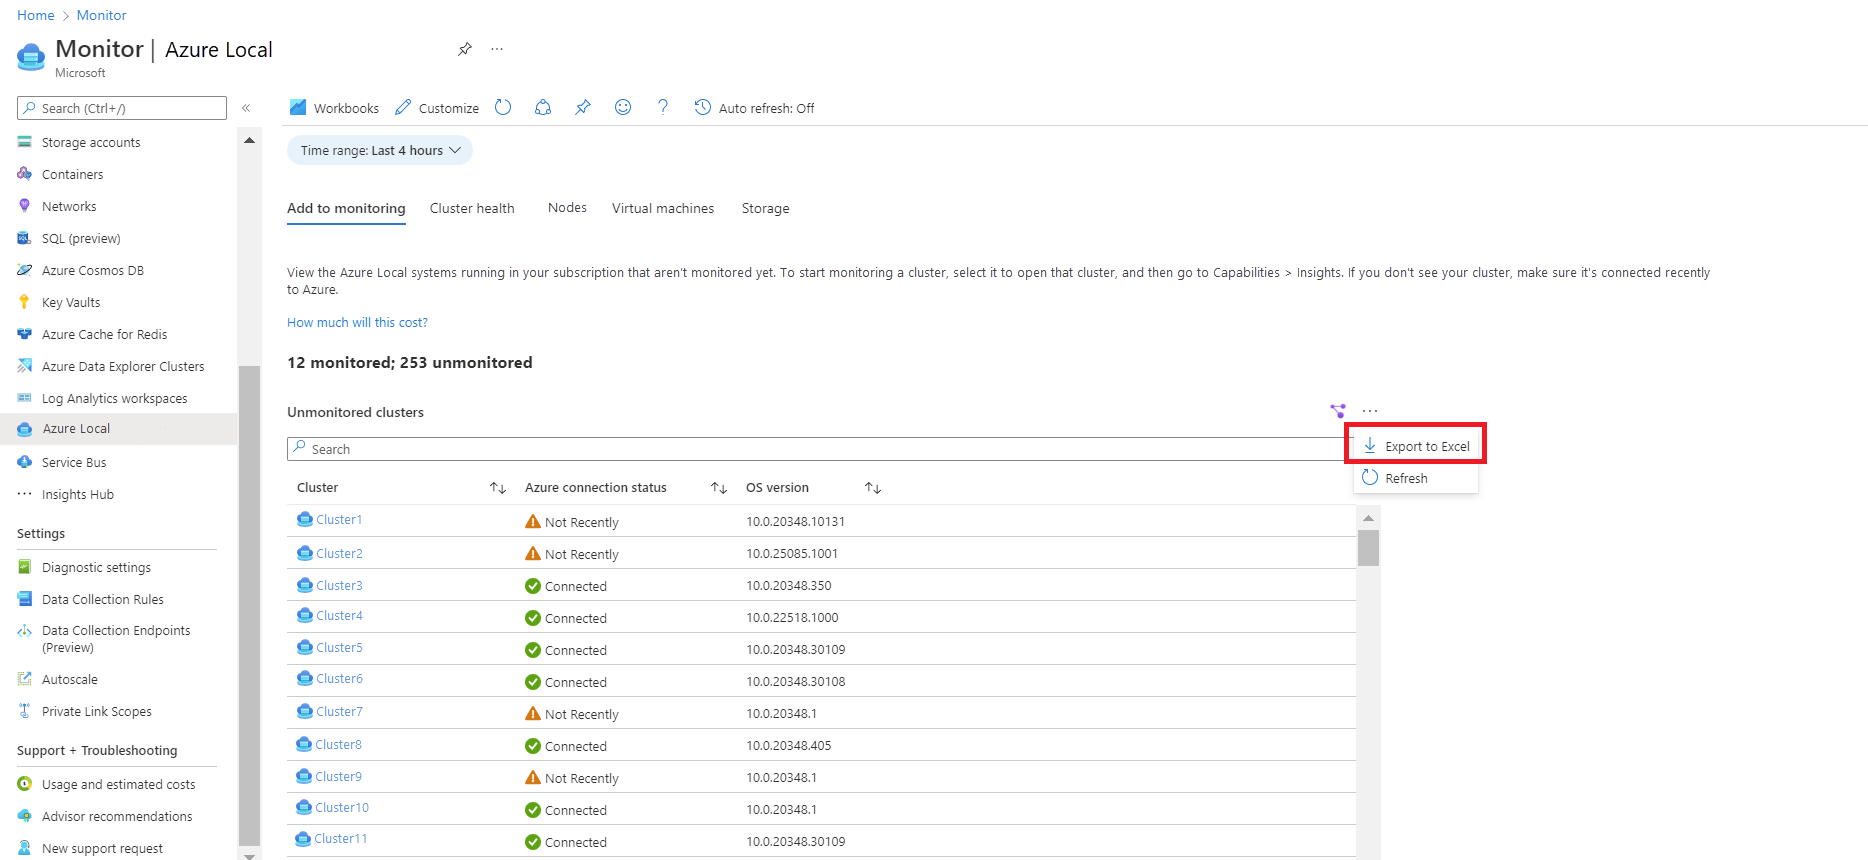 Home > Monitor
Monitor | Azure Local
...
Microsoft
Search (Ctrl+/)
«
Storage accounts
Containers
Networks
SQL (preview)
Azure Cosmos DB
Key Vaults
Azure Cache for Redis
Azure Data Explorer Clusters
Log Analytics workspaces
Azure Local
Service Bus
Insights Hub
Settings
Diagnostic settings
Data Collection Rules
Data Collection Endpoints
(Preview)
Autoscale
Private Link Scopes
Support + Troubleshooting
Usage and estimated costs
Advisor recommendations
New support request
Workbooks Customize ? Auto refresh: Off
Time range: Last 4 hours
Add to monitoring Cluster health Nodes Virtual machines Storage
View the Azure Local systems running in your subscription that aren't monitored yet. To start monitoring a cluster, select it to open that cluster, and then go to Capabilities > Insights. If you don't see your cluster, make sure it's connected recently
to Azure.
How much will this cost?
12 monitored; 253 unmonitored
Unmonitored clusters
...
Search
Export to Excel
Refresh
Cluster Azure connection status OS version
Cluster1 Not Recently 10.0.20348.10131
Cluster2 Not Recently 10.0.25085.1001
Cluster3 Connected 10.0.20348.350
Cluster4 Connected 10.0.22518.1000
Cluster5 Connected 10.0.20348.30109
Cluster6 Connected 10.0.20348.30108
Cluster7 Not Recently 10.0.20348.1
Cluster8 Connected 10.0.20348.405
Cluster9 Not Recently 10.0.20348.1
Cluster10 Connected 10.0.20348.1
Cluster11 Connected 10.0.20348.30109